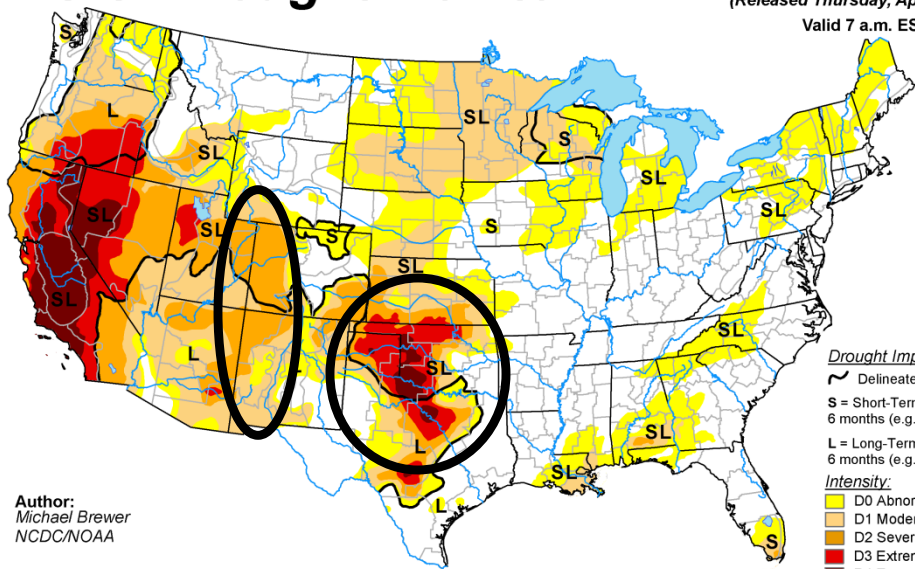 (Released Thursday, Ap
Valid 7 a.m. ES
S
L
SL
S
SL
SL
SL
SL
S
S
SL
SL
SL
SL
L
SL
SL
L
SL
L
S
Drought Imp
Delineate
S = Short-Term
6 months (e.g.
L = Long-Term
6 months (e.g.
Intensity:
D0 Abnor
D1 Moder
D2 Sever
D3 Extrem
Author:
Michael Brewer
NCDC/NOAA